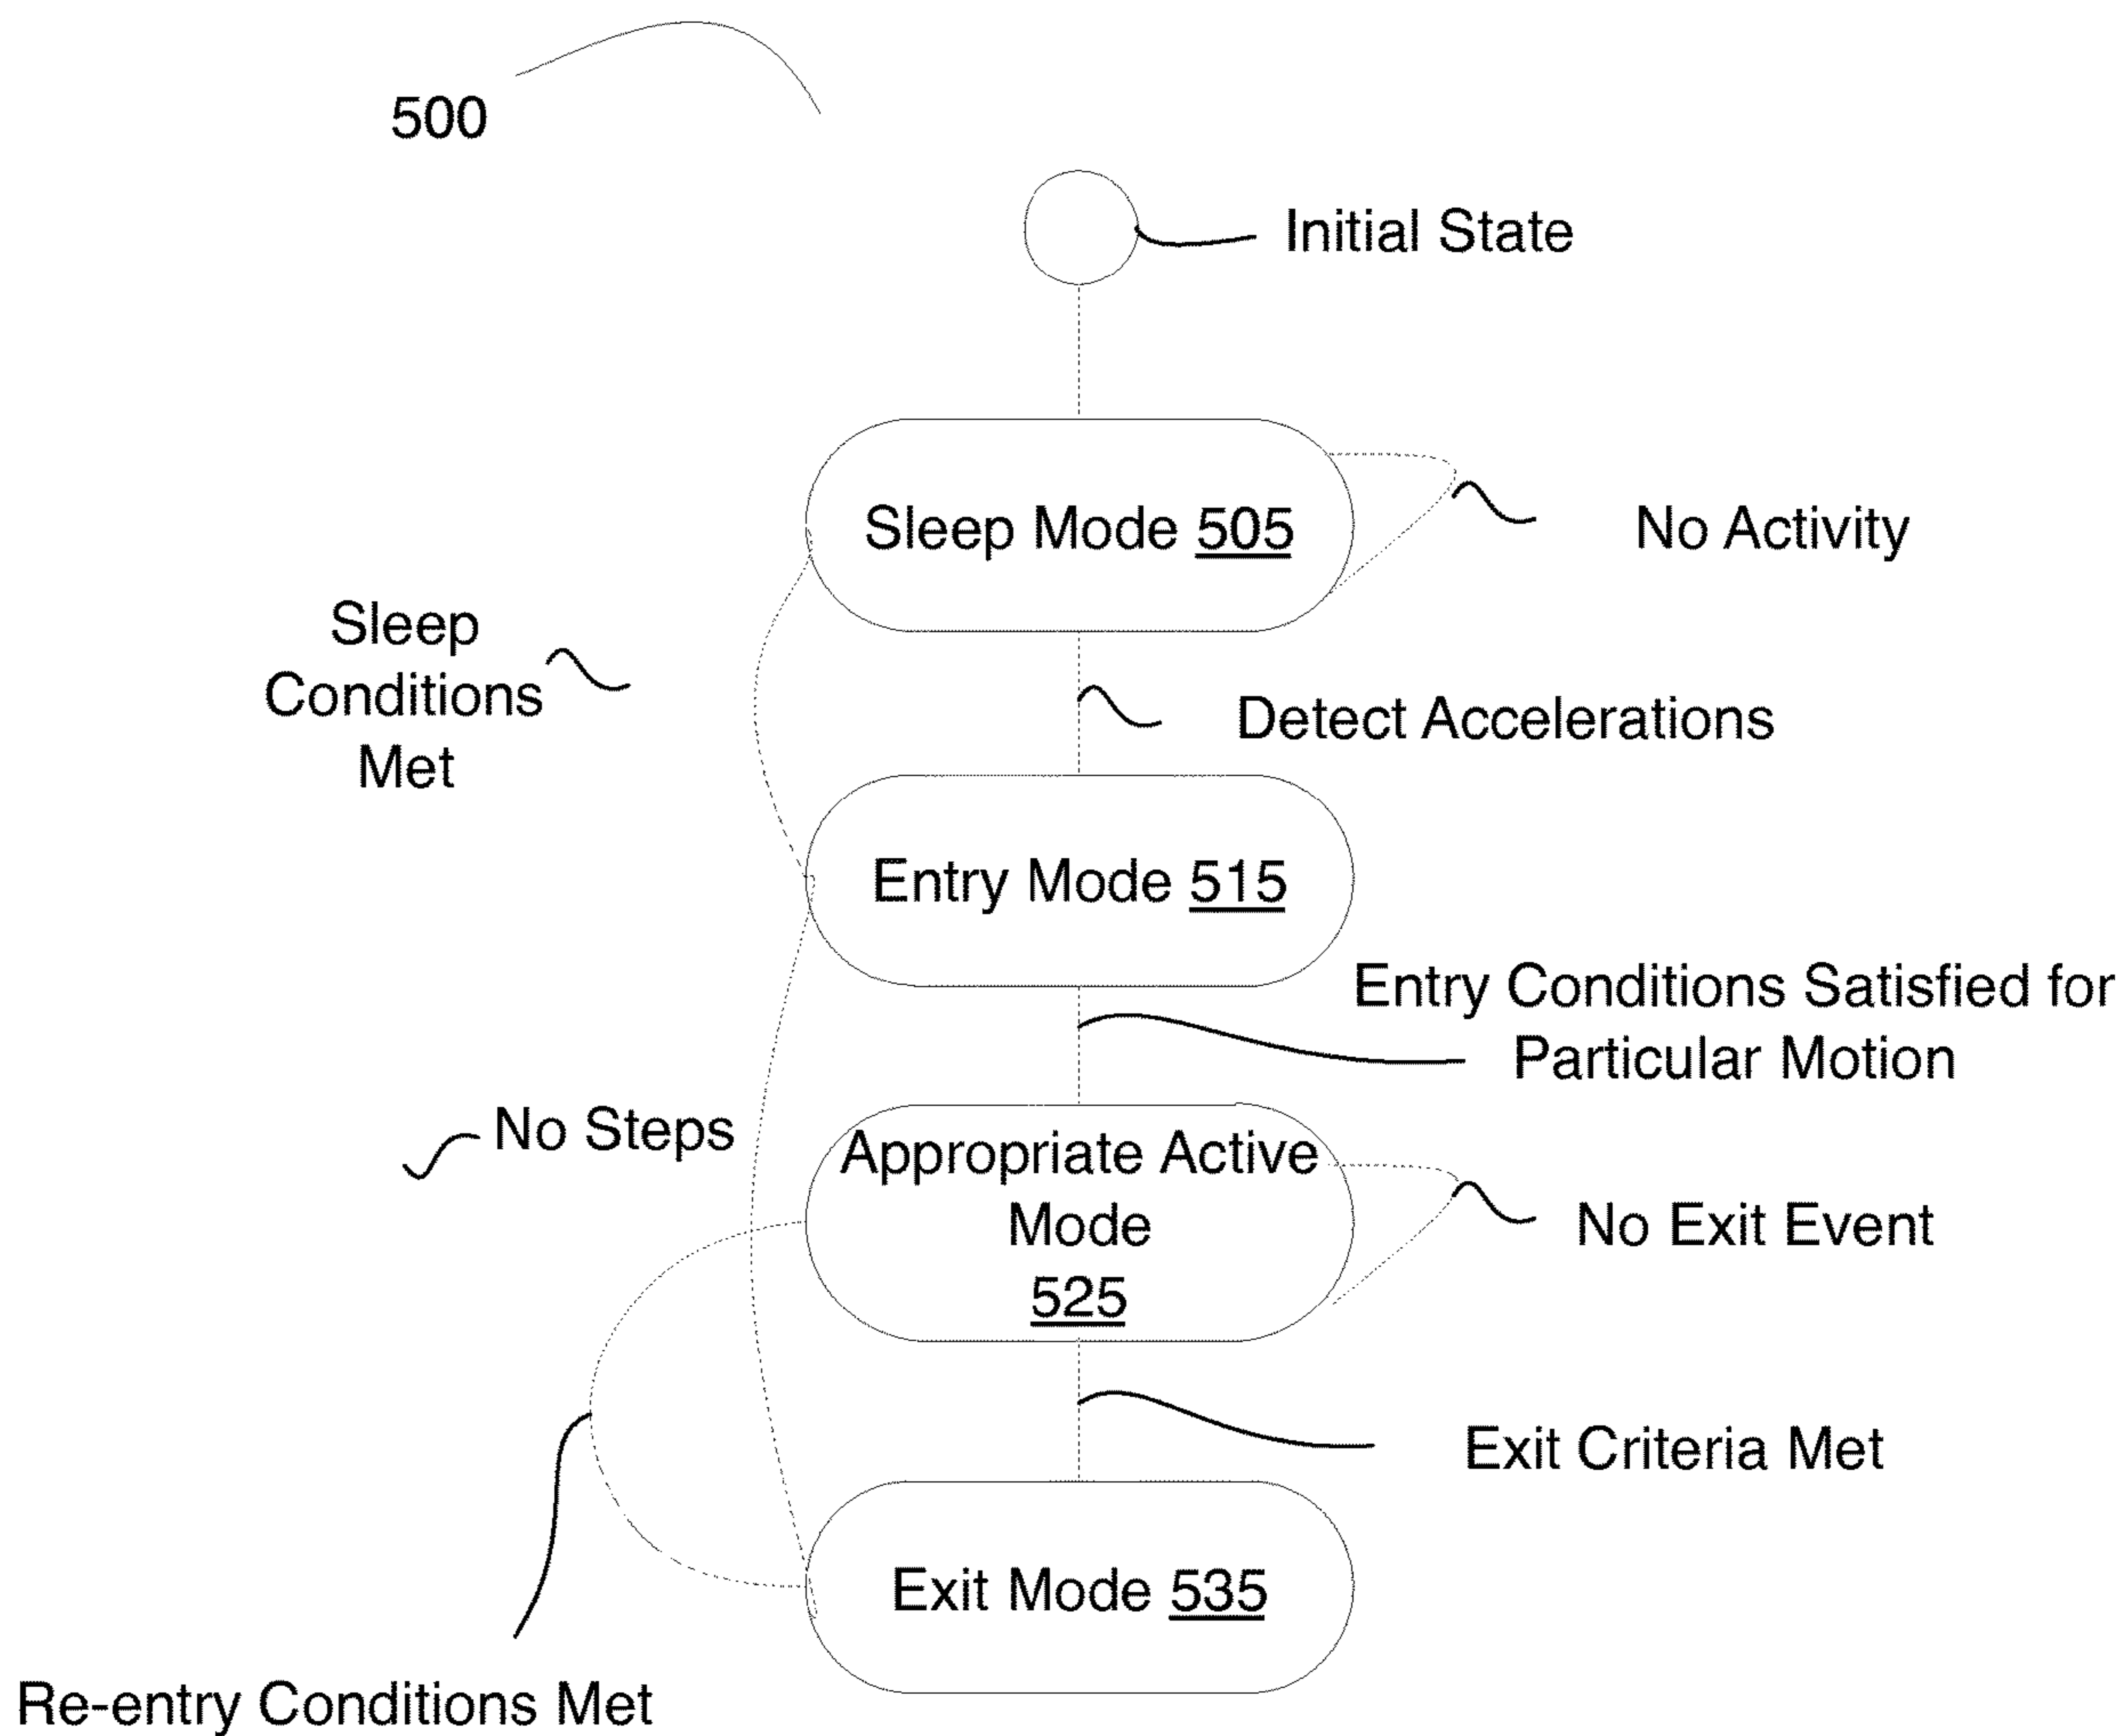 500
Initial State
Sleep Mode 505
No Activity
Sleep
Conditions
Met
Detect Accelerations
Entry Mode 515
Entry Conditions Satisfied for
Particular Motion
No Steps
Appropriate Active
Mode
525
No Exit Event
Exit Criteria Met
Exit Mode 535
Re-entry Conditions Met